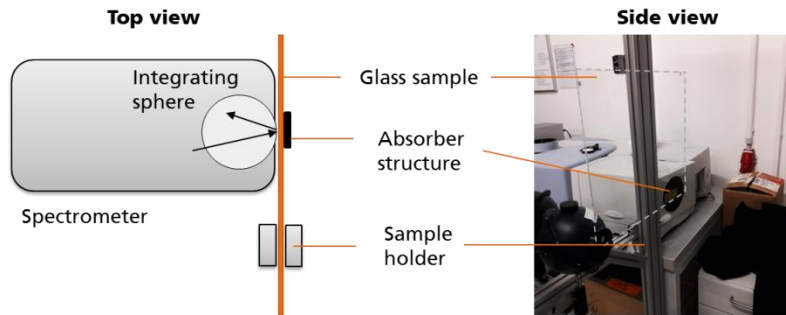 Top view
Side view
Integrating
sphere
Glass sample
Absorber
structure
Spectrometer
Sample
holder